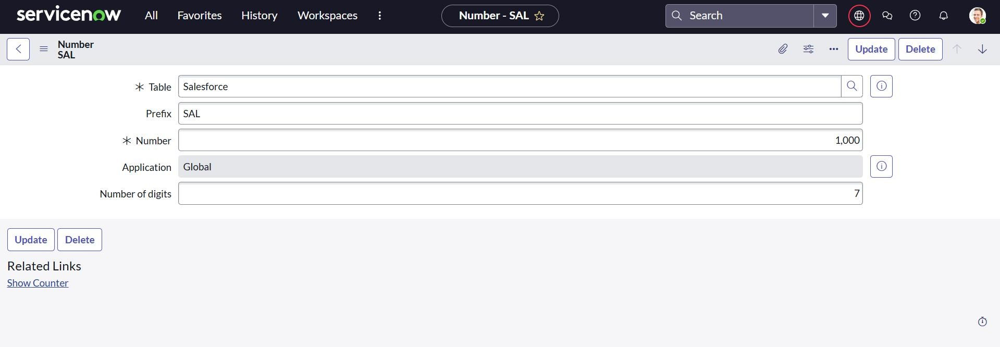 servicenow All Favorites History Workspaces Number - SAL Search
Number
SAL
Update Delete
Table Salesforce
Prefix SAL
Number 1,000
Application Global
Number of digits 7
Update Delete
Related Links
Show Counter